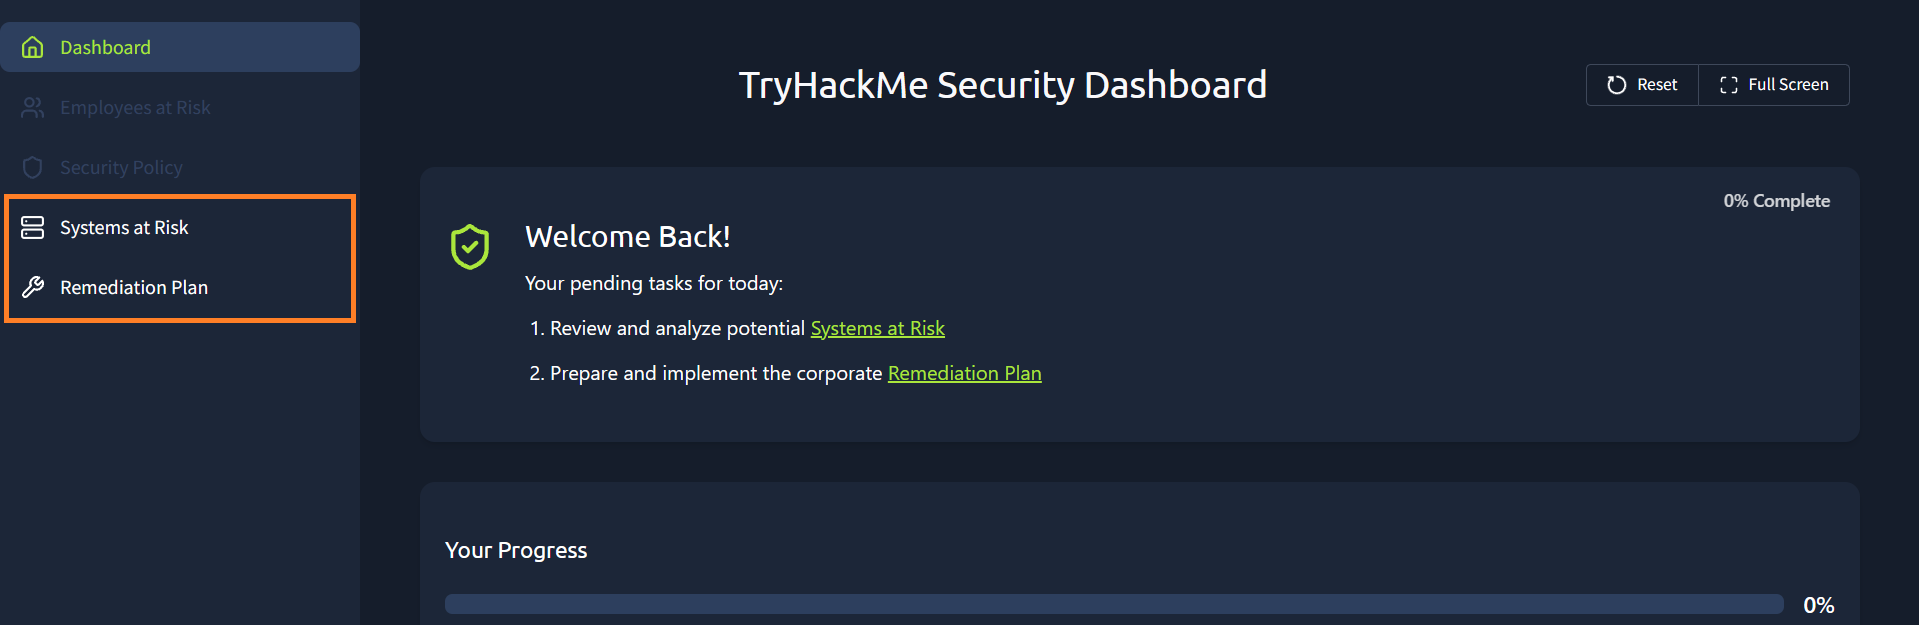 Dashboard
Employees at Risk
Security Policy
Systems at Risk
Remediation Plan
TryHackMe Security Dashboard
Reset
Full Screen
0% Complete
Welcome Back!
Your pending tasks for today:
1. Review and analyze potential Systems at Risk
2. Prepare and implement the corporate Remediation Plan
Your Progress
0%